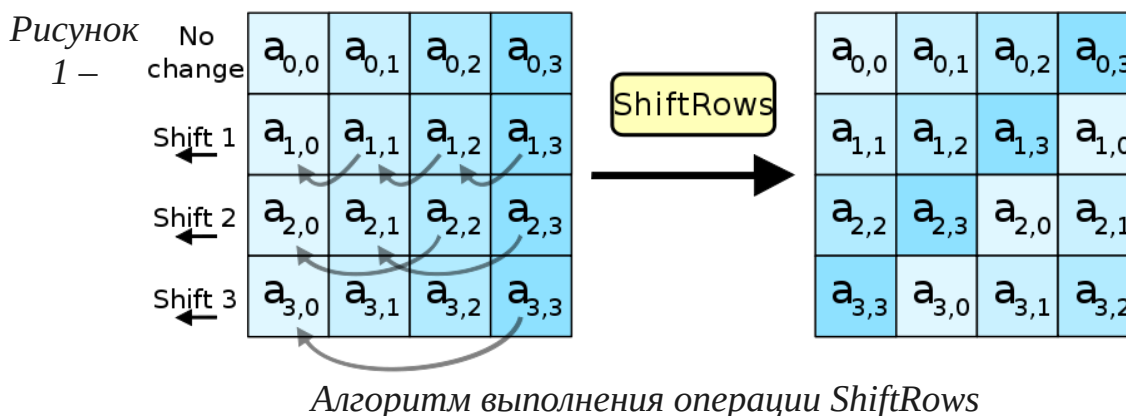 Рисунок
1 –
No
change
a0,0 a0,1 a0,2 a0,3
ShiftRows
a0,0 a0,1 a0,2 a0,3
Shift 1
a1,0 a1,1 a1,2 a1,3
a1,1 a1,2 a1,3 a1,0
Shift 2
a2,0 a2,1 a2,2 a2,3
a2,2 a2,3 a2,0 a2,1
Shift 3
a3,0 a3,1 a3,2 a3,3
a3,3 a3,0 a3,1 a3,2
Алгоритм выполнения операции ShiftRows